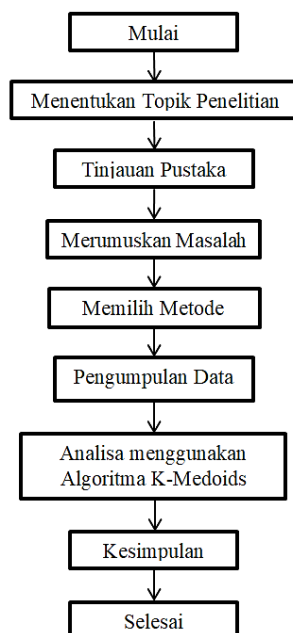 Mulai
Menentukan Topik Penelitian
Tinjauan Pustaka
Merumuskan Masalah
Memilih Metode
Pengumpulan Data
Analisa menggunakan
Algoritma K-Medoids
Kesimpulan
Selesai